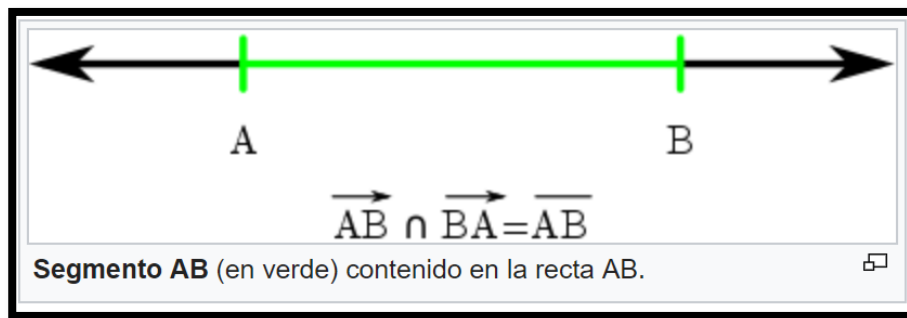 A B
AB ∩ BA=AB
Segmento AB (en verde) contenido en la recta AB.